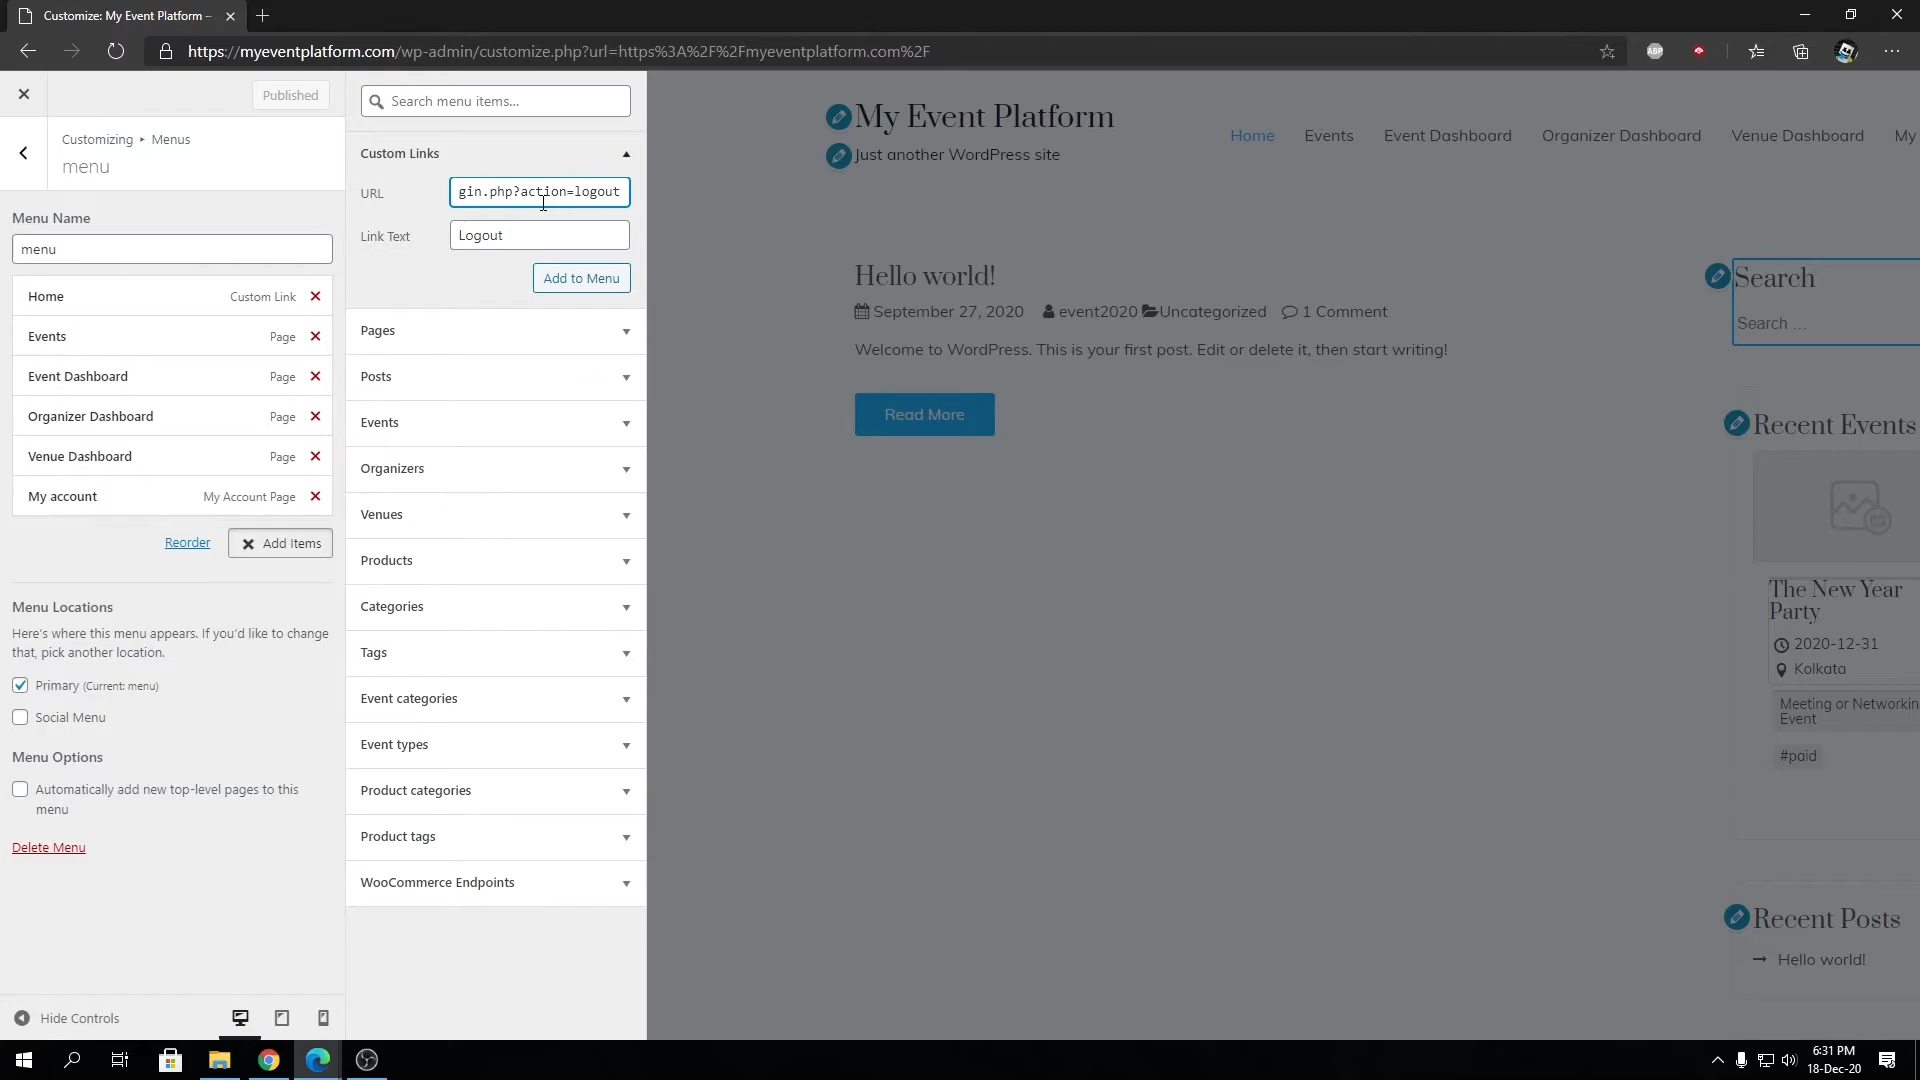 Customize: My Event Platform –
https://myeventplatform.com/wp-admin/customize.php?url=https%3A%2F%2Fmyeventplatform.com%2F
ABP
Published
Customizing ▸ Menus
menu
Menu Name
menu
Home Custom Link
Events Page
Event Dashboard Page
Organizer Dashboard Page
Venue Dashboard Page
My account My Account Page
Reorder
Add Items
Menu Locations
Here's where this menu appears. If you'd like to change
that, pick another location.
Primary (Current: menu)
Social Menu
Menu Options
Automatically add new top-level pages to this
menu
Delete Menu
Hide Controls
Search menu items...
Custom Links
URL gin.php?action=logout
Link Text Logout
Add to Menu
Pages
Posts
Events
Organizers
Venues
Products
Categories
Tags
Event categories
Event types
Product categories
Product tags
WooCommerce Endpoints
My Event Platform
Just another WordPress site
Home Events Event Dashboard Organizer Dashboard Venue Dashboard My
Hello world!
September 27, 2020 event2020 Uncategorized 1 Comment
Welcome to WordPress. This is your first post. Edit or delete it, then start writing!
Read More
Search
Search …
Recent Events
The New Year
Party
2020-12-31
Kolkata
Meeting or Networkin
Event
#paid
Recent Posts
Hello world!
6:31 PM
18-Dec-20